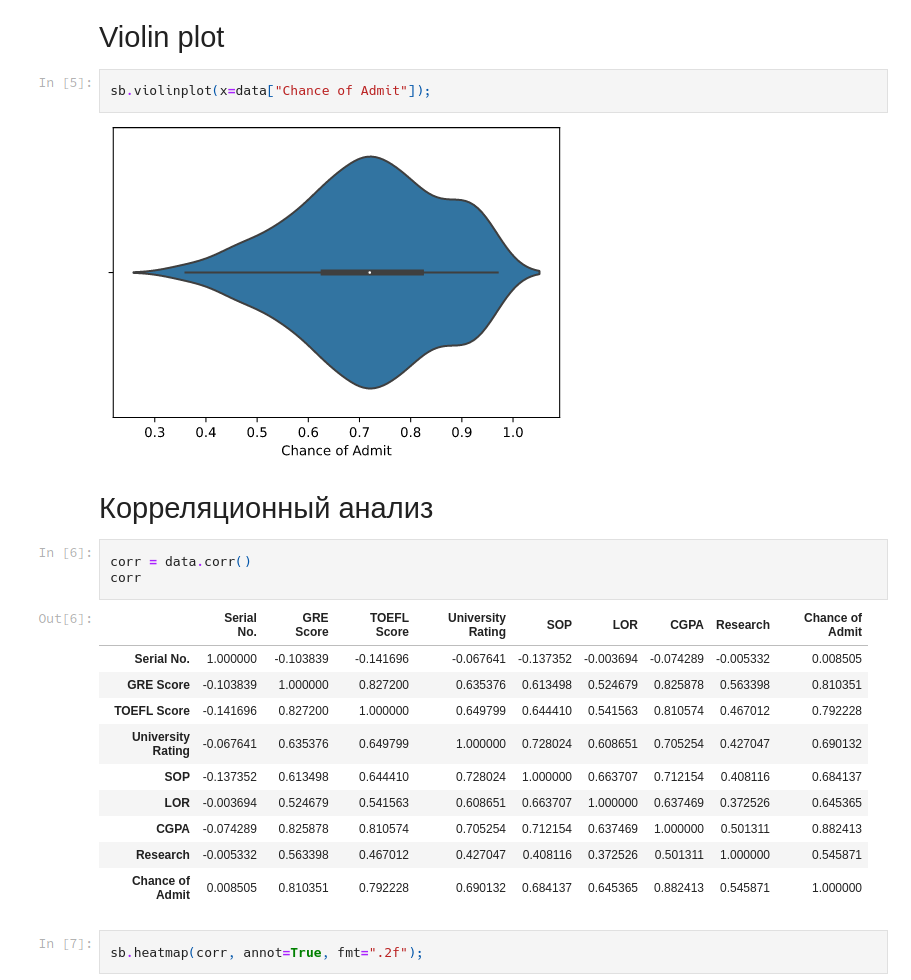 Violin plot
In [5]:
sb.violinplot(x=data["Chance of Admit"]);
0.3 0.4 0.5 0.6 0.7 0.8 0.9 1.0
Chance of Admit
Корреляционный анализ
In [6]:
corr = data.corr()
corr
Out[6]:
Serial No. GRE Score TOEFL Score University Rating SOP LOR CGPA Research Chance of Admit
Serial No. 1.000000 -0.103839 -0.141696 -0.067641 -0.137352 -0.003694 -0.074289 -0.005332 0.008505
GRE Score -0.103839 1.000000 0.827200 0.635376 0.613498 0.524679 0.825878 0.563398 0.810351
TOEFL Score -0.141696 0.827200 1.000000 0.649799 0.644410 0.541563 0.810574 0.467012 0.792228
University Rating -0.067641 0.635376 0.649799 1.000000 0.728024 0.608651 0.705254 0.427047 0.690132
SOP -0.137352 0.613498 0.644410 0.728024 1.000000 0.663707 0.712154 0.408116 0.684137
LOR -0.003694 0.524679 0.541563 0.608651 0.663707 1.000000 0.637469 0.372526 0.645365
CGPA -0.074289 0.825878 0.810574 0.705254 0.712154 0.637469 1.000000 0.501311 0.882413
Research -0.005332 0.563398 0.467012 0.427047 0.408116 0.372526 0.501311 1.000000 0.545871
Chance of Admit 0.008505 0.810351 0.792228 0.690132 0.684137 0.645365 0.882413 0.545871 1.000000
In [7]:
sb.heatmap(corr, annot=True, fmt=".2f");